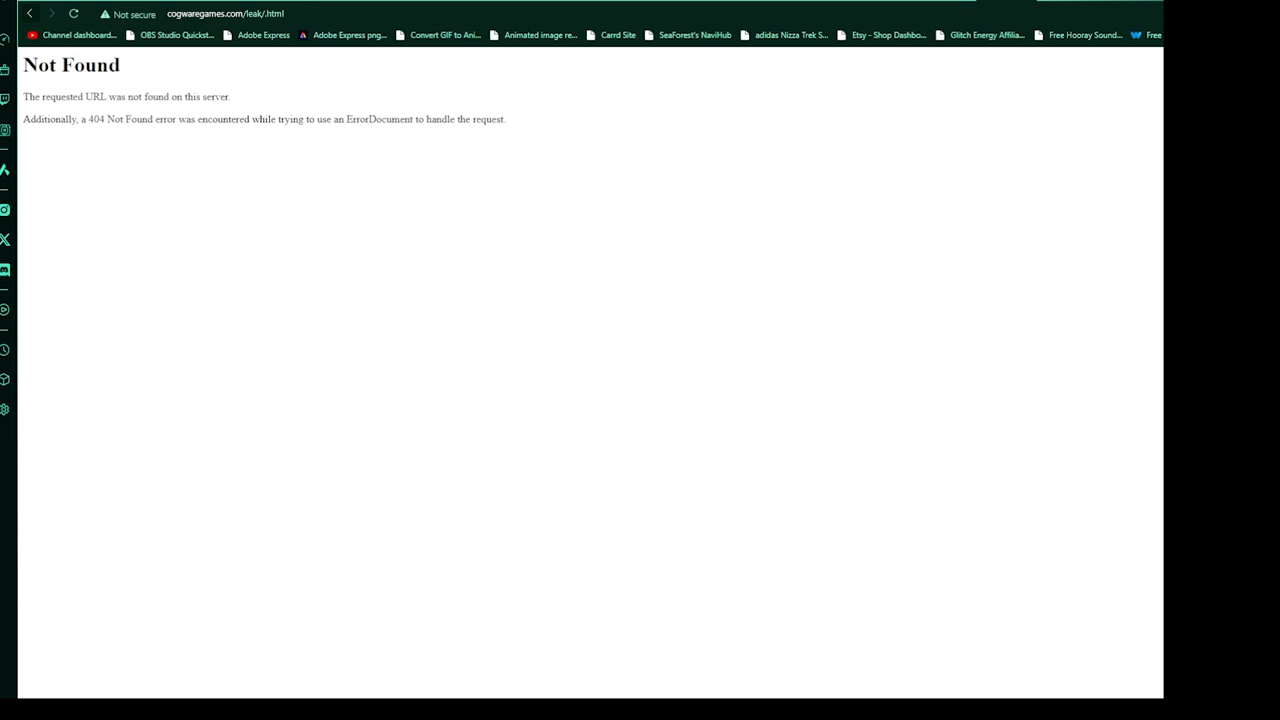 Not secure cogwaregames.com/leak/.html
Channel dashboard... OBS Studio Quickst... Adobe Express Adobe Express png... Convert GIF to Ani... Animated image re... Carrd Site SeaForest's NaviHub adidas Nizza Trek S... Etsy - Shop Dashbo... Glitch Energy Affilia... Free Hooray Sound... Free
Not Found
The requested URL was not found on this server.
Additionally, a 404 Not Found error was encountered while trying to use an ErrorDocument to handle the request.